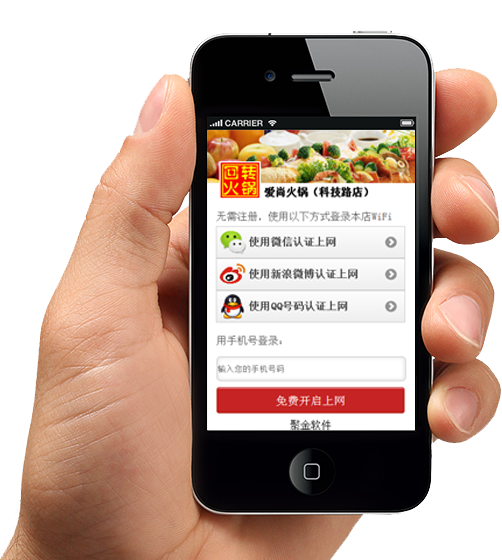 CARRIER
回转
火锅
爱尚火锅（科技路店）
无需注册，使用以下方式登录本店WiFi
使用微信认证上网
使用新浪微博认证上网
使用QQ号码认证上网
用手机号登录：
输入您的手机号码
免费开启上网
聚金软件